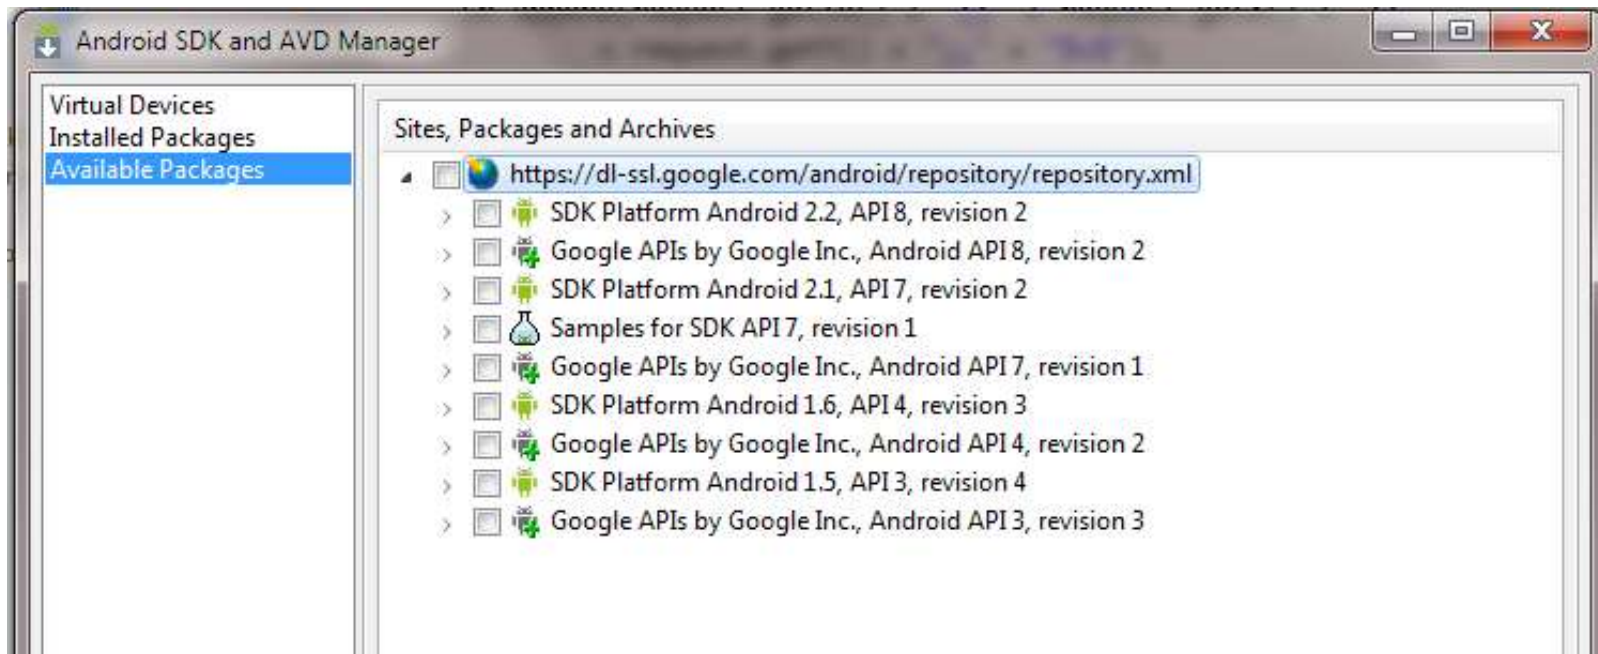 Android SDK and AVD Manager
Virtual Devices
Installed Packages
Available Packages
Sites, Packages and Archives
https://dl-ssl.google.com/android/repository/repository.xml
SDK Platform Android 2.2, API 8, revision 2
Google APIs by Google Inc., Android API 8, revision 2
SDK Platform Android 2.1, API 7, revision 2
Samples for SDK API 7, revision 1
Google APIs by Google Inc., Android API 7, revision 1
SDK Platform Android 1.6, API 4, revision 3
Google APIs by Google Inc., Android API 4, revision 2
SDK Platform Android 1.5, API 3, revision 4
Google APIs by Google Inc., Android API 3, revision 3